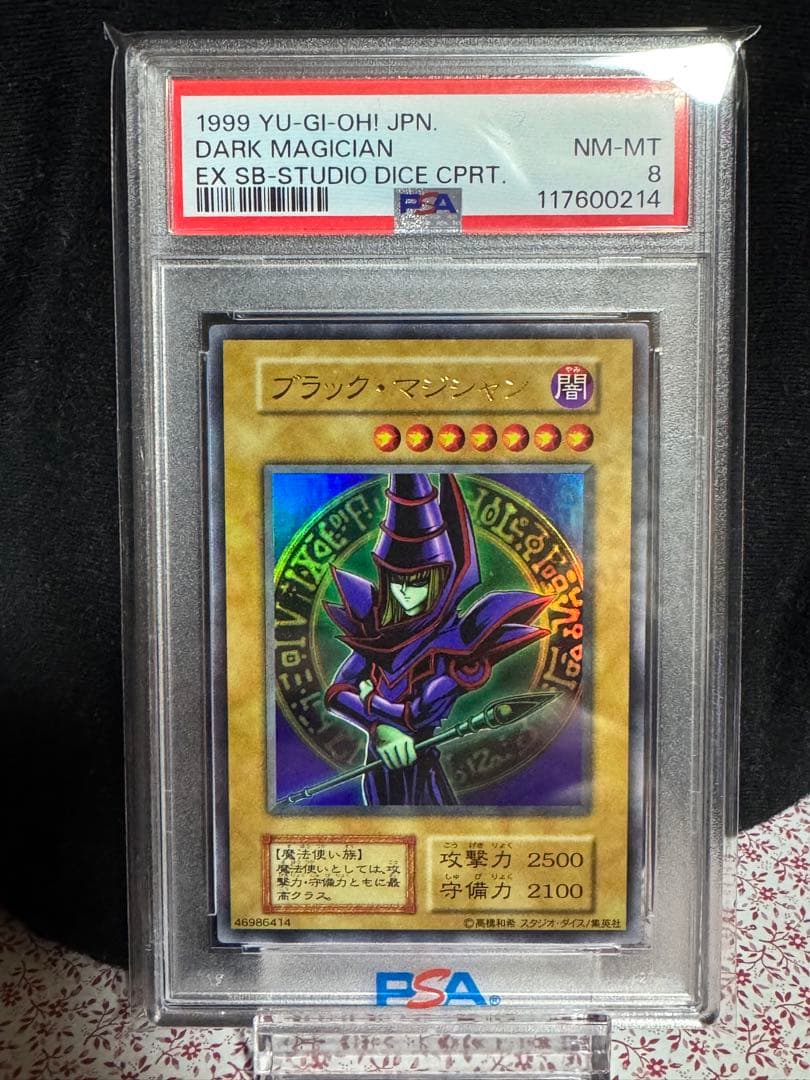 1999 YU-GI-OH! JPN.
DARK MAGICIAN
NM-MT
EX SB-STUDIO DICE CPRT.
8
PSA
117600214
ブラック・マジシャン
やみ
闇
【魔法使い族】
魔法使いとしては、攻
撃力・守備力ともに最
高クラス。
こう げき りょく
攻撃力 2500
しゅ び りょく
守備力 2100
46986414
©高橋和希 スタジオ・ダイス/集英社
PSA®